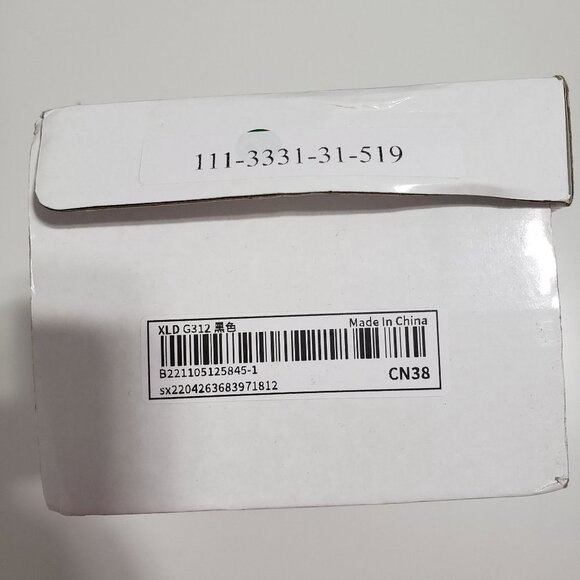 111-3331-31-519
XLD G312 黑色 Made In China
B221105125845-1
CN38
sx2204263683971812